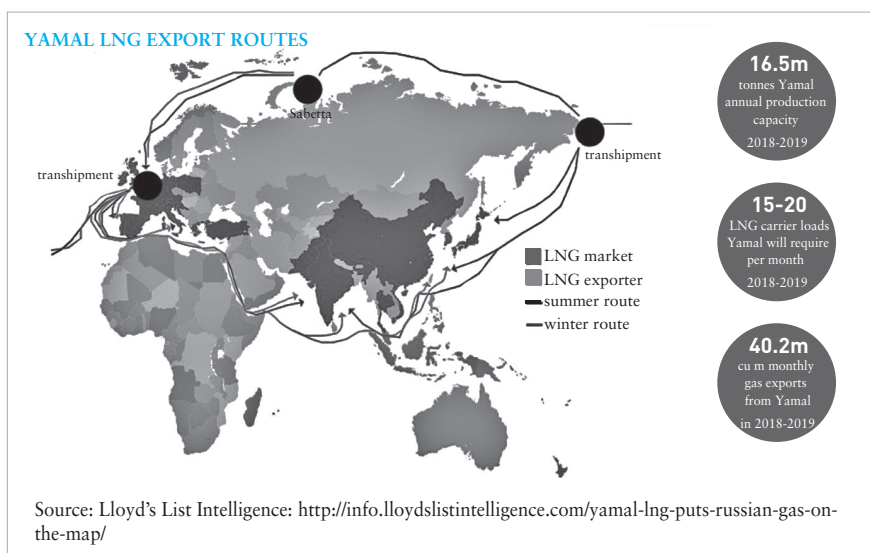 YAMAL LNG EXPORT ROUTES
Sabetta
transhipment
transhipment
LNG market
LNG exporter
summer route
winter route
16.5m
tonnes Yamal
annual production
capacity
2018-2019
15-20
LNG carrier loads
Yamal will require
per month
2018-2019
40.2m
cu m monthly
gas exports
from Yamal
in 2018-2019
Source: Lloyd’s List Intelligence: http://info.lloydslistintelligence.com/yamal-lng-puts-russian-gas-on-
the-map/